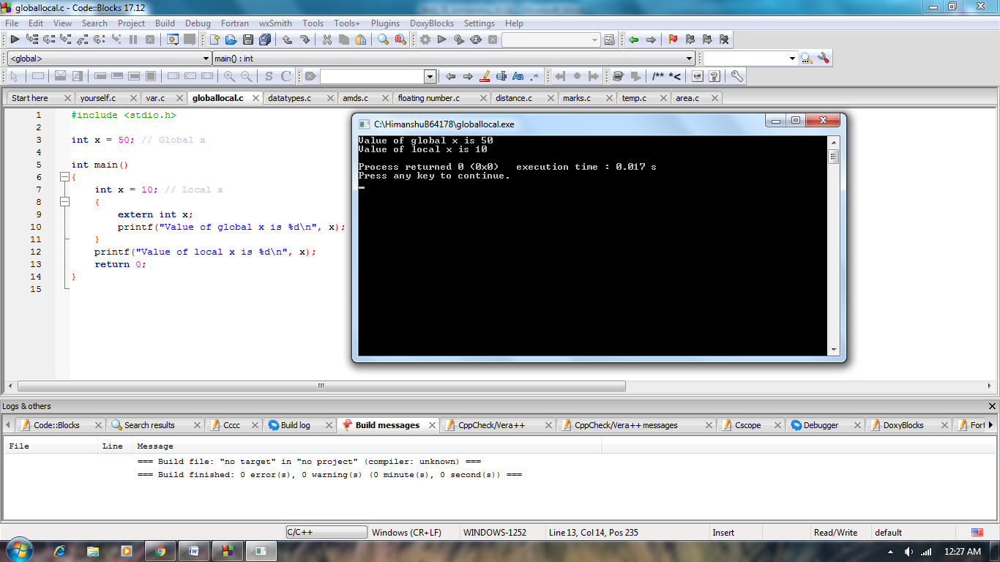 globallocal.c - Code::Blocks 17.12
File Edit View Search Project Build Debug Fortran wxSmith Tools Tools+ Plugins DoxyBlocks Settings Help
<global> main() : int
S C Aa .* /** *<
Start here yourself.c var.c globallocal.c datatypes.c amds.c floating number.c distance.c marks.c temp.c area.c
1 #include <stdio.h>
2
3 int x = 50; // Global x
4
5 int main()
6 {
7 int x = 10; // Local x
8 {
9 extern int x;
10 printf("Value of global x is %d\n", x);
11 }
12 printf("Value of local x is %d\n", x);
13 return 0;
14 }
15
C:\HimanshuB64178\globallocal.exe
Value of global x is 50
Value of local x is 10
Process returned 0 (0x0) execution time : 0.017 s
Press any key to continue.
Logs & others
Code::Blocks Search results Cccc Build log Build messages CppCheck/Vera++ CppCheck/Vera++ messages Cscope Debugger DoxyBlocks Fort
File Line Message
=== Build file: "no target" in "no project" (compiler: unknown) ===
=== Build finished: 0 error(s), 0 warning(s) (0 minute(s), 0 second(s)) ===
C/C++ Windows (CR+LF) WINDOWS-1252 Line 13, Col 14, Pos 235 Insert Read/Write default
12:27 AM